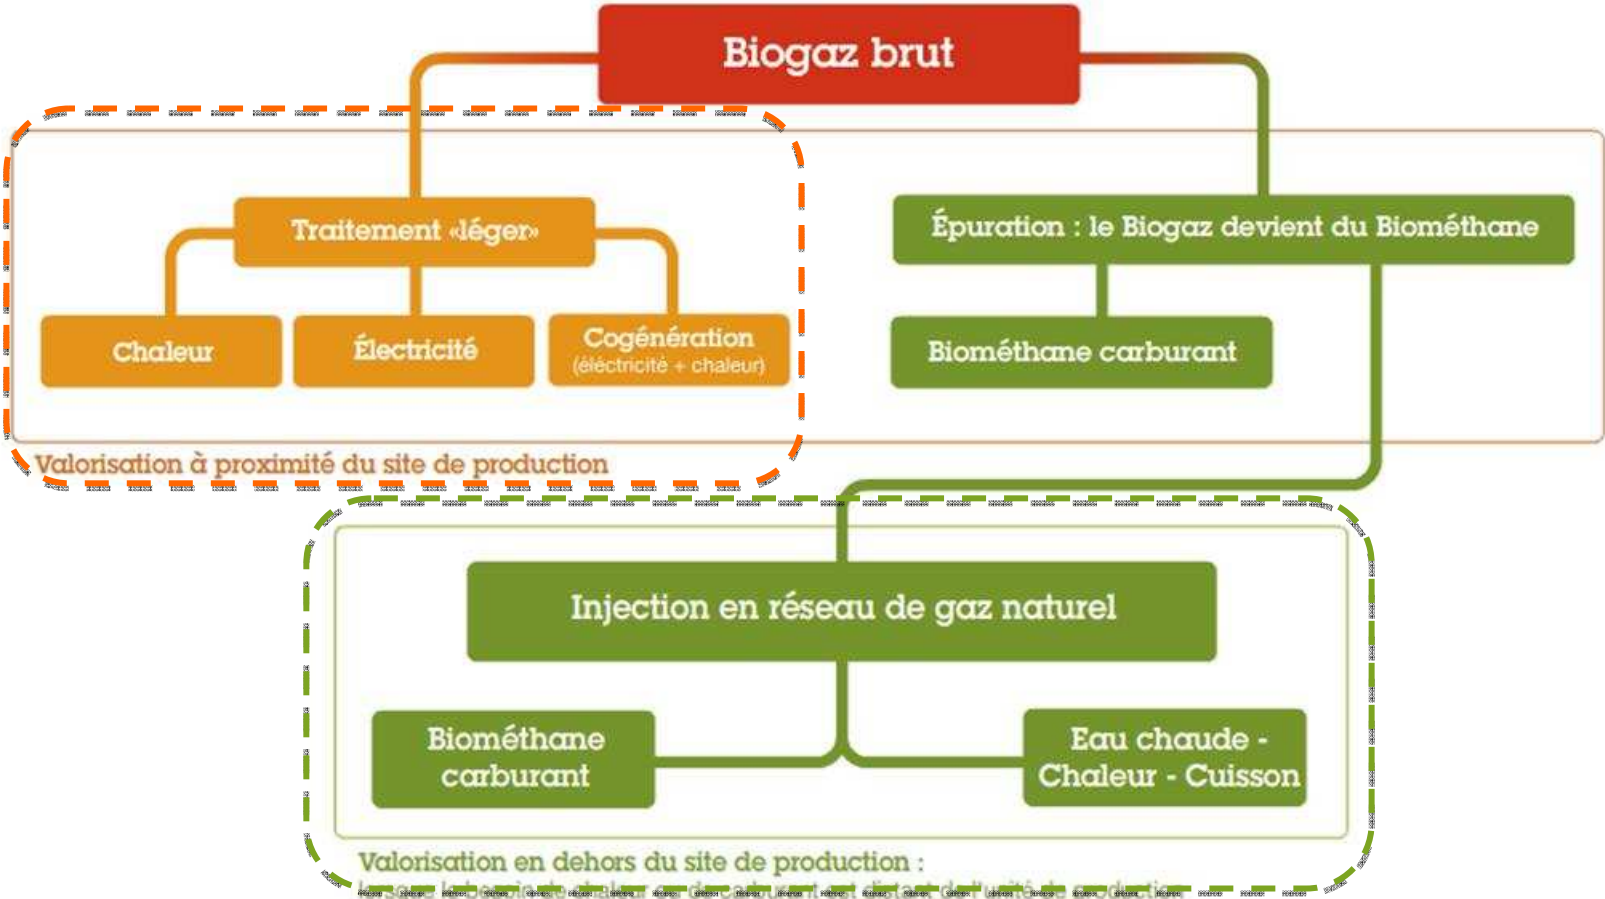 Biogaz brut
Traitement «léger»
Épuration : le Biogaz devient du Biométhane
Chaleur
Électricité
Cogénération
(éléctricité + chaleur)
Biométhane carburant
Valorisation à proximité du site de production
Injection en réseau de gaz naturel
Biométhane
carburant
Eau chaude -
Chaleur - Cuisson
Valorisation en dehors du site de production :